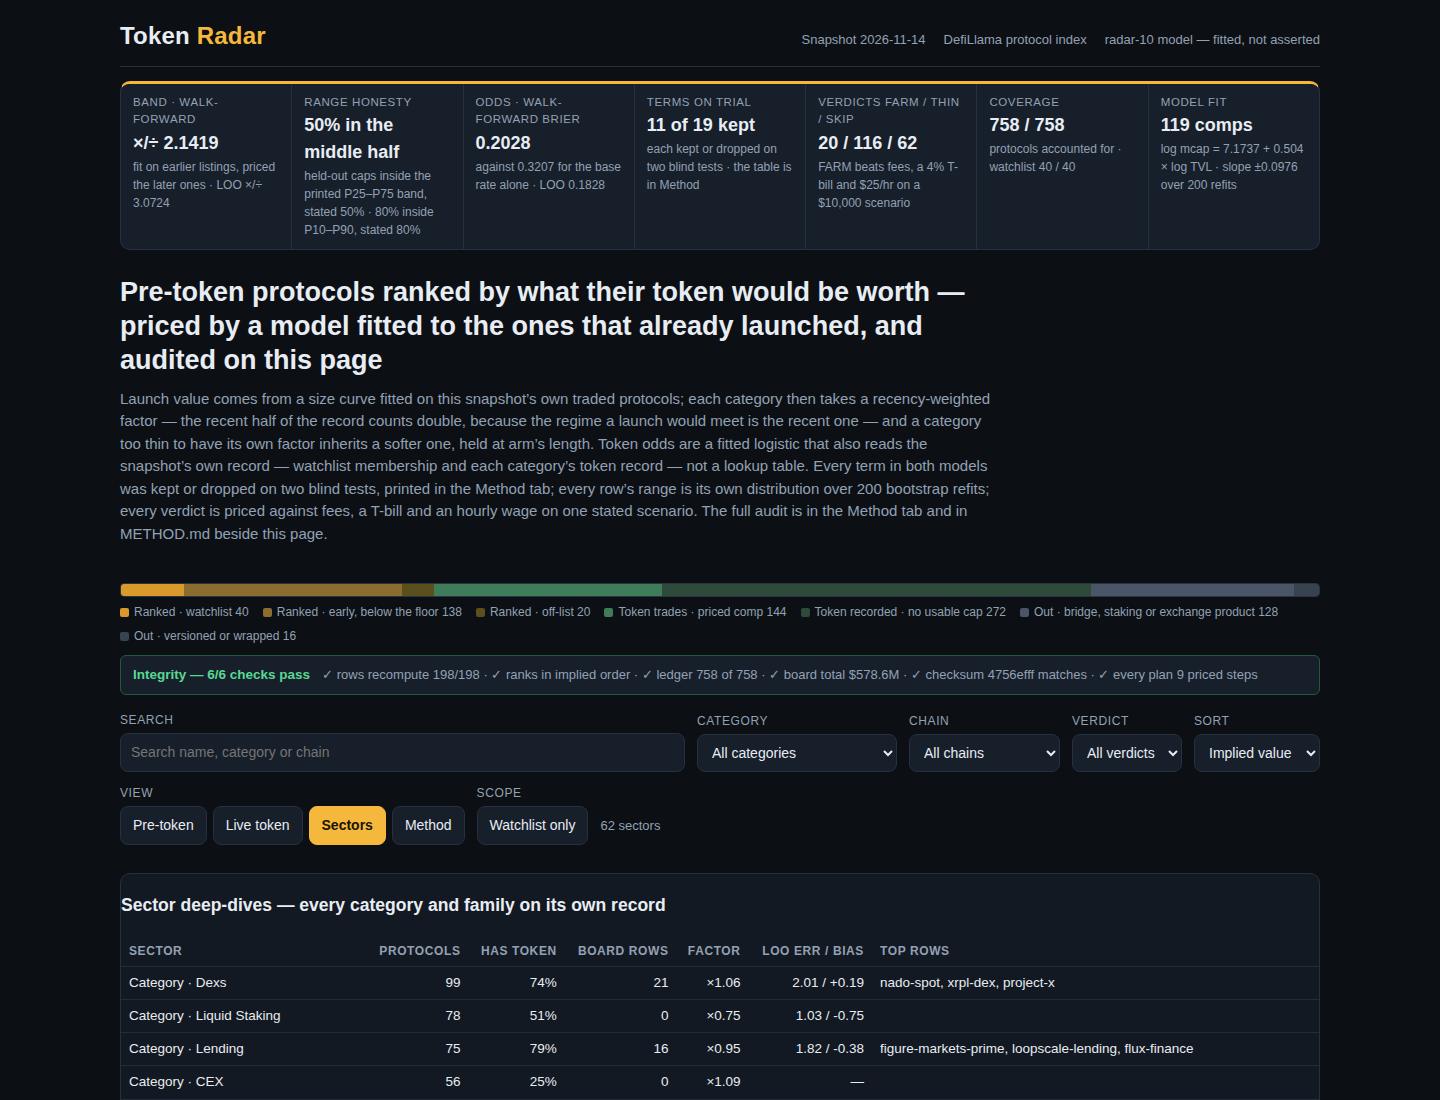 Token Radar
Snapshot 2026-11-14 DefiLlama protocol index radar-10 model — fitted, not asserted
BAND · WALK-
FORWARD
×/÷ 2.1419
fit on earlier listings, priced
the later ones · LOO ×/÷
3.0724
RANGE HONESTY
50% in the
middle half
held-out caps inside the
printed P25–P75 band,
stated 50% · 80% inside
P10–P90, stated 80%
ODDS · WALK-
FORWARD BRIER
0.2028
against 0.3207 for the base
rate alone · LOO 0.1828
TERMS ON TRIAL
11 of 19 kept
each kept or dropped on
two blind tests · the table is
in Method
VERDICTS FARM / THIN
/ SKIP
20 / 116 / 62
FARM beats fees, a 4% T-
bill and $25/hr on a
$10,000 scenario
COVERAGE
758 / 758
protocols accounted for ·
watchlist 40 / 40
MODEL FIT
119 comps
log mcap = 7.1737 + 0.504
× log TVL · slope ±0.0976
over 200 refits
Pre-token protocols ranked by what their token would be worth —
priced by a model fitted to the ones that already launched, and
audited on this page
Launch value comes from a size curve fitted on this snapshot’s own traded protocols; each category then takes a recency-weighted
factor — the recent half of the record counts double, because the regime a launch would meet is the recent one — and a category
too thin to have its own factor inherits a softer one, held at arm’s length. Token odds are a fitted logistic that also reads the
snapshot’s own record — watchlist membership and each category’s token record — not a lookup table. Every term in both models
was kept or dropped on two blind tests, printed in the Method tab; every row’s range is its own distribution over 200 bootstrap refits;
every verdict is priced against fees, a T-bill and an hourly wage on one stated scenario. The full audit is in the Method tab and in
METHOD.md beside this page.
Ranked · watchlist 40 Ranked · early, below the floor 138 Ranked · off-list 20 Token trades · priced comp 144 Token recorded · no usable cap 272 Out · bridge, staking or exchange product 128
Out · versioned or wrapped 16
Integrity — 6/6 checks pass ✓ rows recompute 198/198 · ✓ ranks in implied order · ✓ ledger 758 of 758 · ✓ board total $578.6M · ✓ checksum 4756efff matches · ✓ every plan 9 priced steps
SEARCH CATEGORY CHAIN VERDICT SORT
Search name, category or chain All categories All chains All verdicts Implied value
VIEW SCOPE
Pre-token Live token Sectors Method Watchlist only 62 sectors
Sector deep-dives — every category and family on its own record
SECTOR PROTOCOLS HAS TOKEN BOARD ROWS FACTOR LOO ERR / BIAS TOP ROWS
Category · Dexs 99 74% 21 ×1.06 2.01 / +0.19 nado-spot, xrpl-dex, project-x
Category · Liquid Staking 78 51% 0 ×0.75 1.03 / -0.75
Category · Lending 75 79% 16 ×0.95 1.82 / -0.38 figure-markets-prime, loopscale-lending, flux-finance
Category · CEX 56 25% 0 ×1.09 —